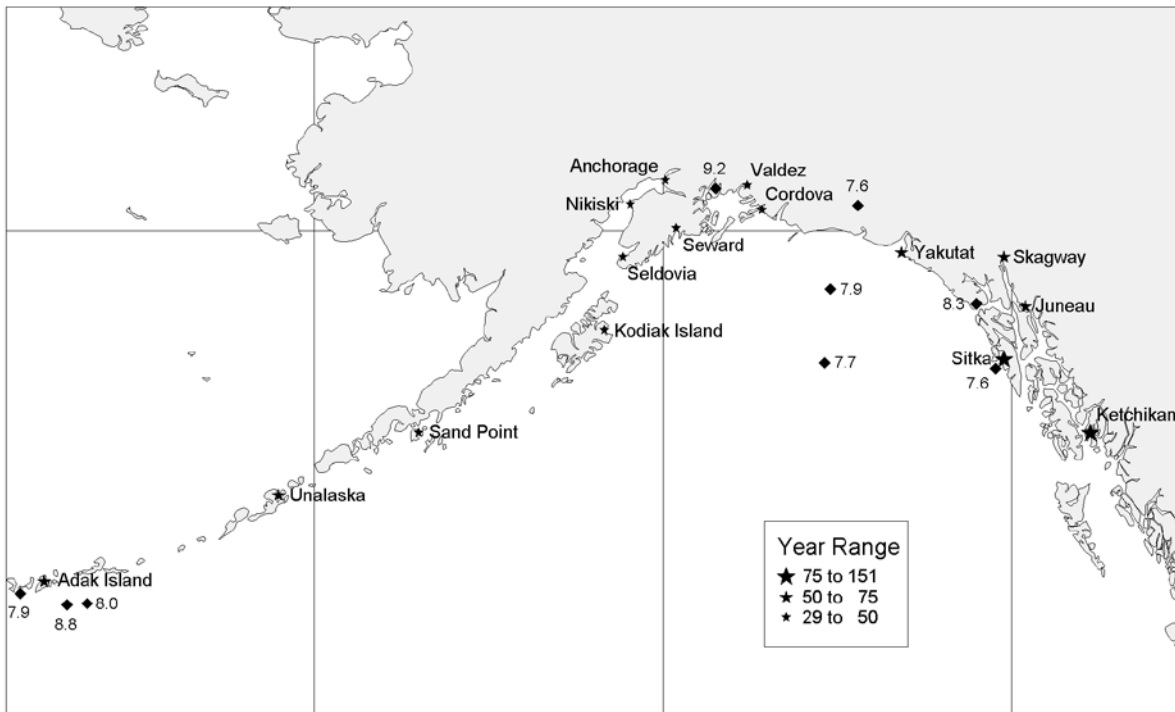 Anchorage
9.2
Valdez
7.6
Nikiski
Cordova
Seward
Yakutat
Skagway
Seldovia
7.9
8.3
Juneau
Kodiak Island
7.7
Sitka
7.6
Ketchikan
Sand Point
Unalaska
Adak Island
7.9
8.8
8.0
Year Range
75 to 151
50 to 75
29 to 50